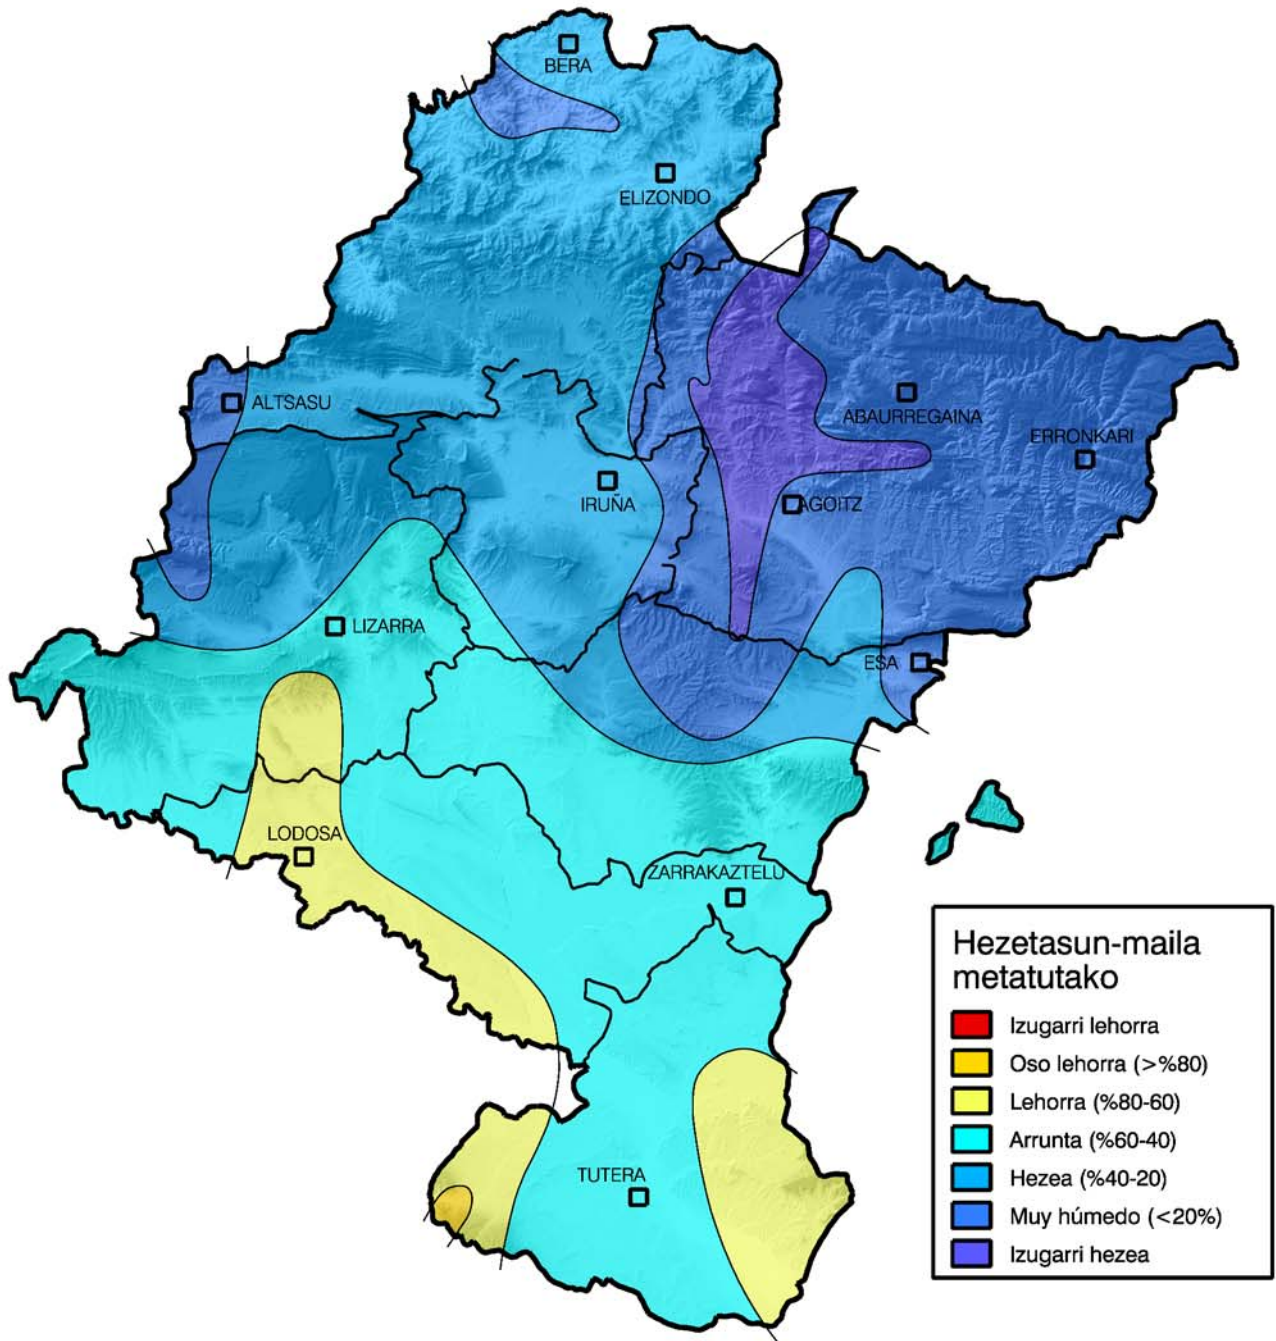 BERA
ELIZONDO
ALTSASU
ABAURREGAINA
ERRONKARI
IRUÑA
AGOITZ
LIZARRA
ESA
LODOSA
ZARRAKAZTELU
TUTERA
Hezetasun-maila
metatutako
Izugarri lehorra
Oso lehorra (>%80)
Lehorra (%80-60)
Arrunta (%60-40)
Hezea (%40-20)
Muy húmedo (<20%)
Izugarri hezea